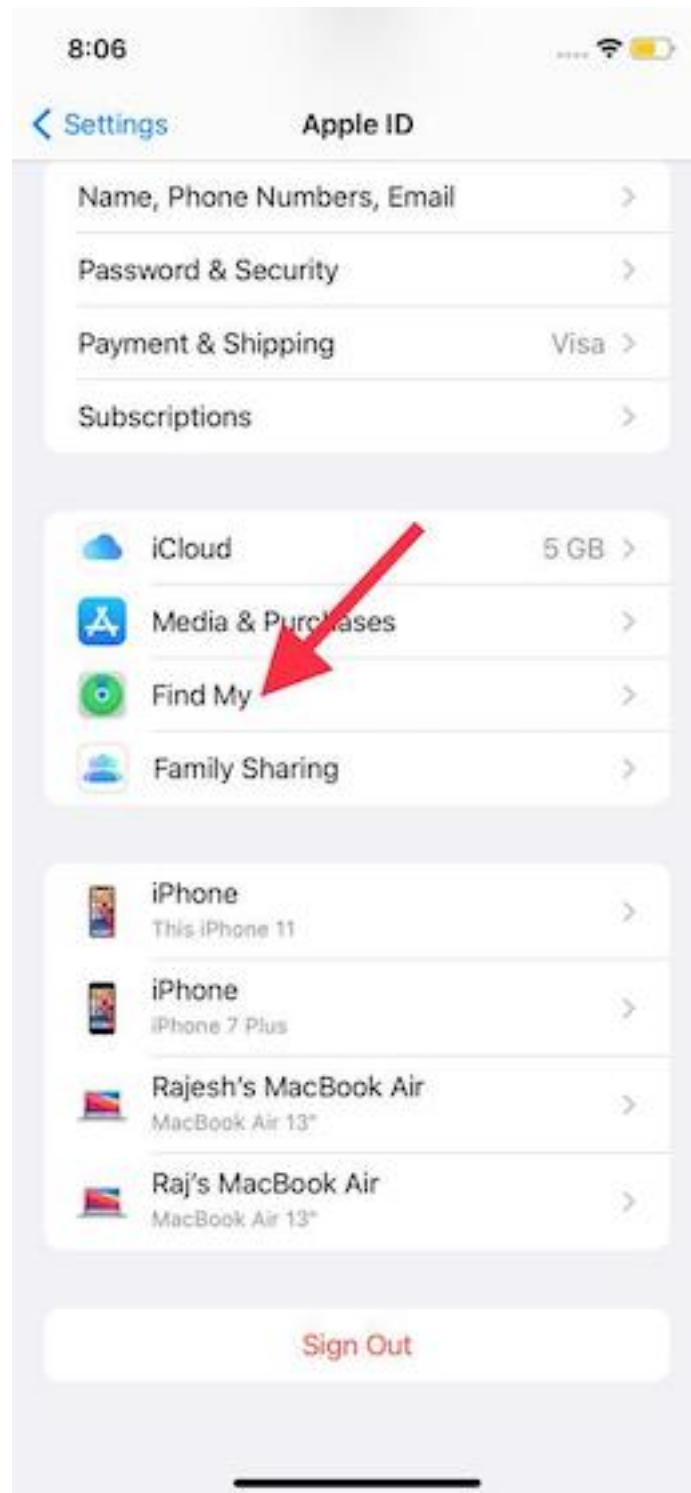 8:06
Settings
Apple ID
Name, Phone Numbers, Email
Password & Security
Payment & Shipping
Visa
Subscriptions
iCloud
5 GB
Media & Purchases
Find My
Family Sharing
iPhone
This iPhone 11
iPhone
iPhone 7 Plus
Rajesh's MacBook Air
MacBook Air 13"
Raj's MacBook Air
MacBook Air 13"
Sign Out